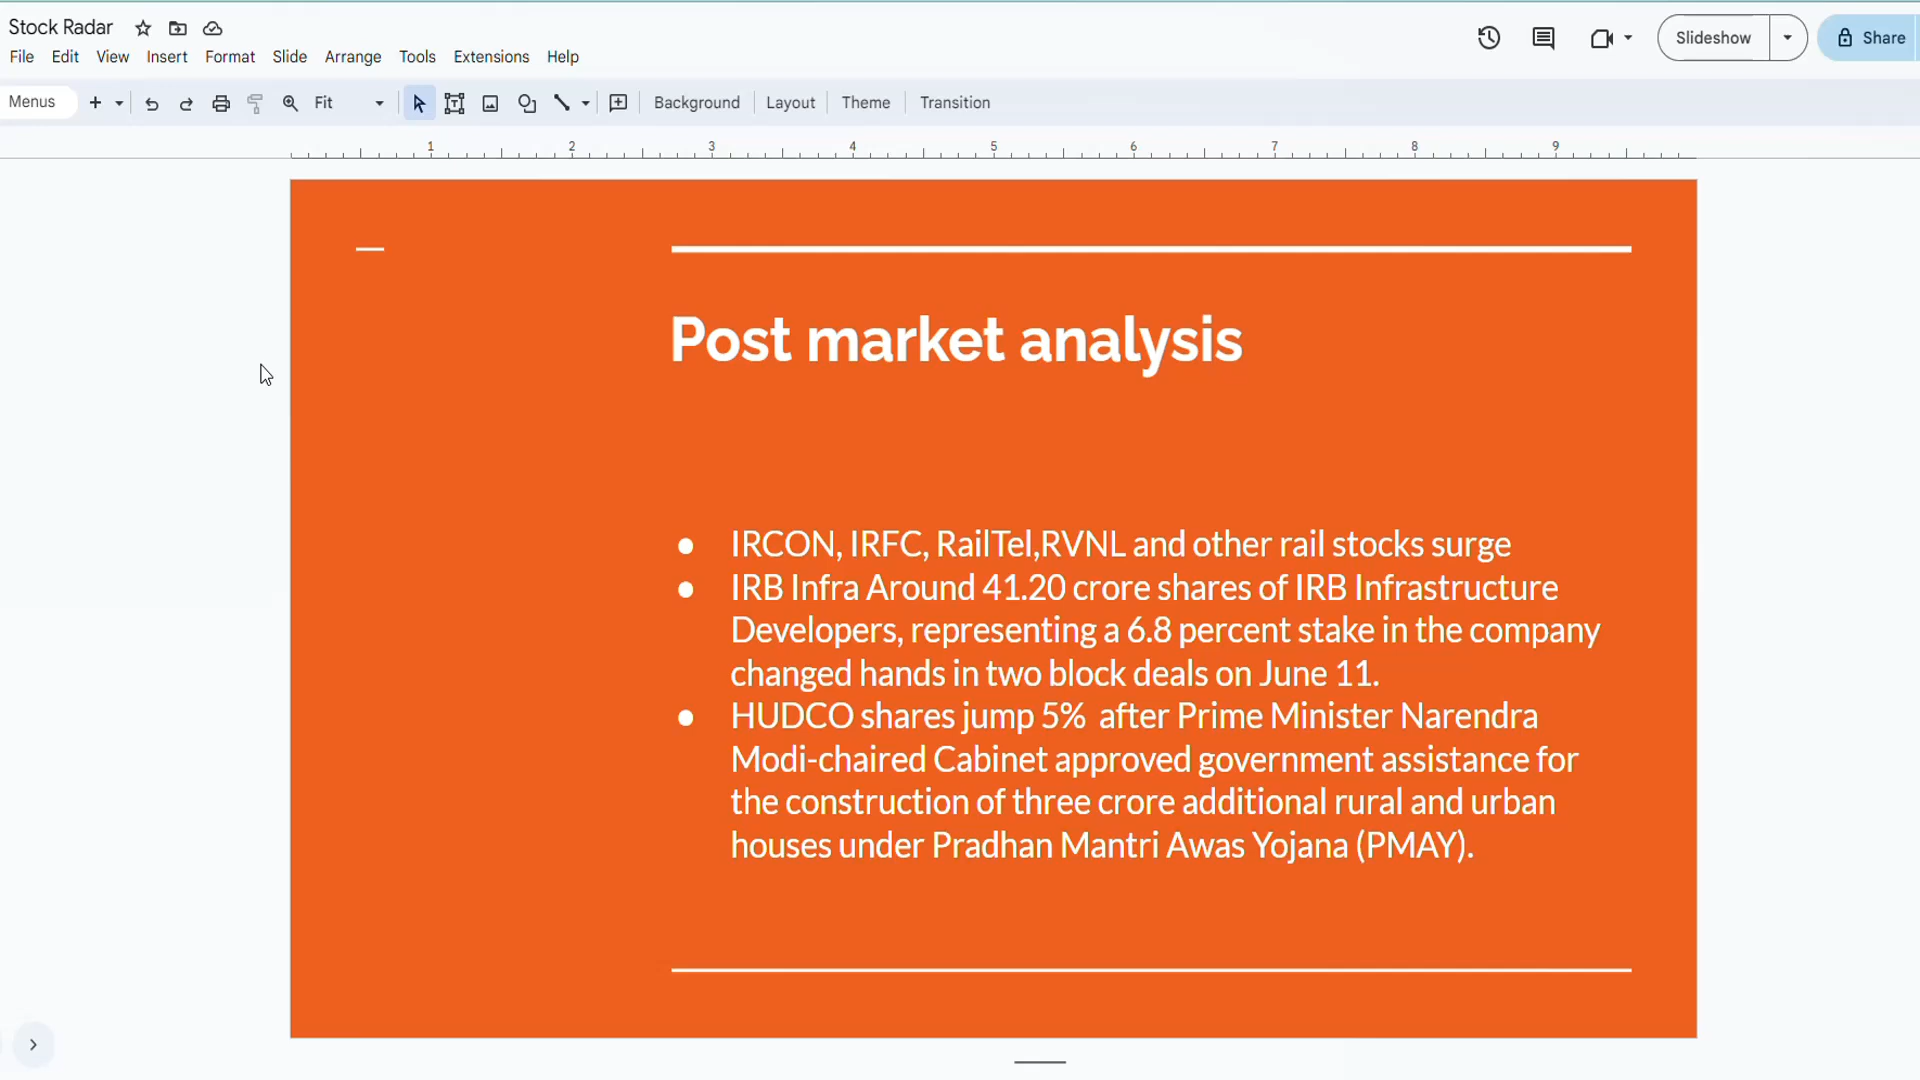 Stock Radar
File Edit View Insert Format Slide Arrange Tools Extensions Help
Slideshow
Share
Menus
Fit
Background Layout Theme Transition
1 2 3 4 5 6 7 8 9
Post market analysis
● IRCON, IRFC, RailTel,RVNL and other rail stocks surge
● IRB Infra Around 41.20 crore shares of IRB Infrastructure
Developers, representing a 6.8 percent stake in the company
changed hands in two block deals on June 11.
● HUDCO shares jump 5%  after Prime Minister Narendra
Modi-chaired Cabinet approved government assistance for
the construction of three crore additional rural and urban
houses under Pradhan Mantri Awas Yojana (PMAY).